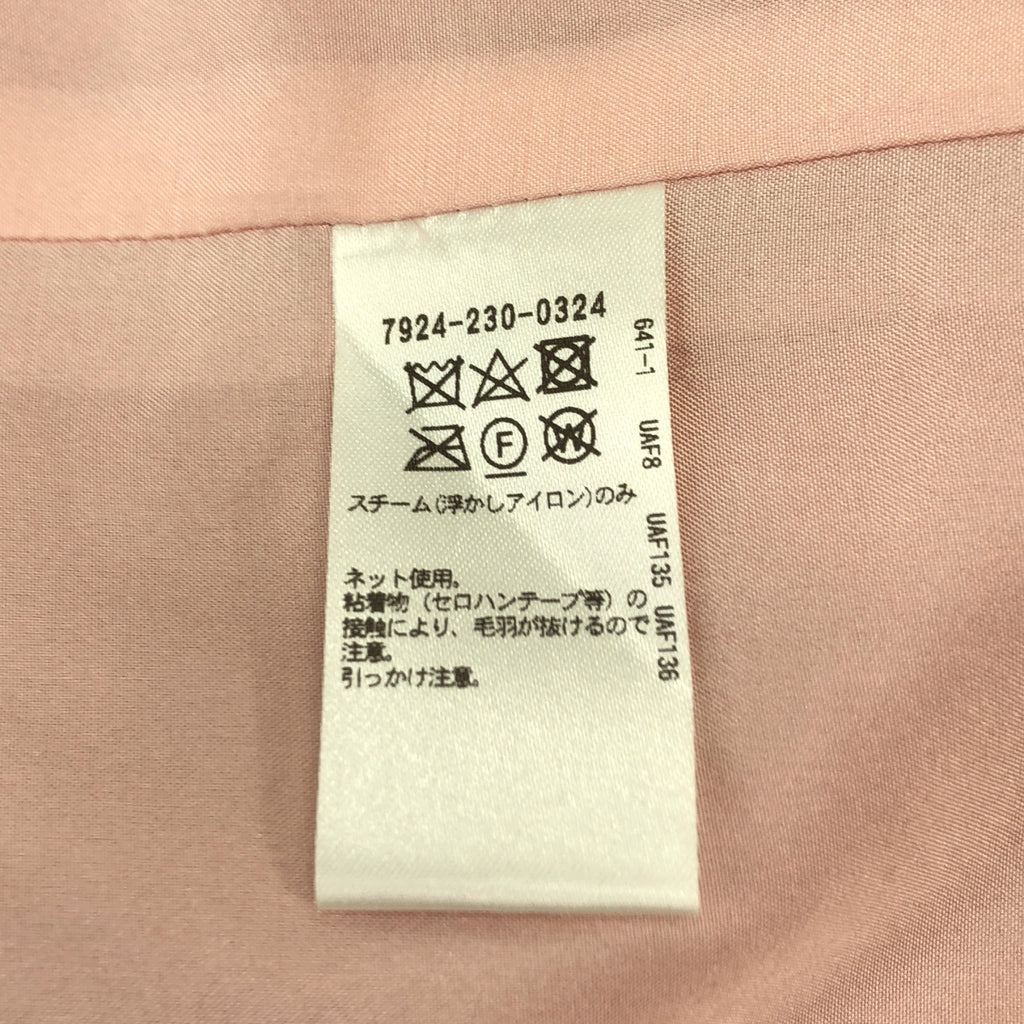 7924-230-0324
F
W
スチーム(浮かしアイロン)のみ
ネット使用。
粘着物（セロハンテープ等）の
接触により、毛羽が抜けるので
注意。
引っかけ注意。
641-1 UAF8 UAF135 UAF136